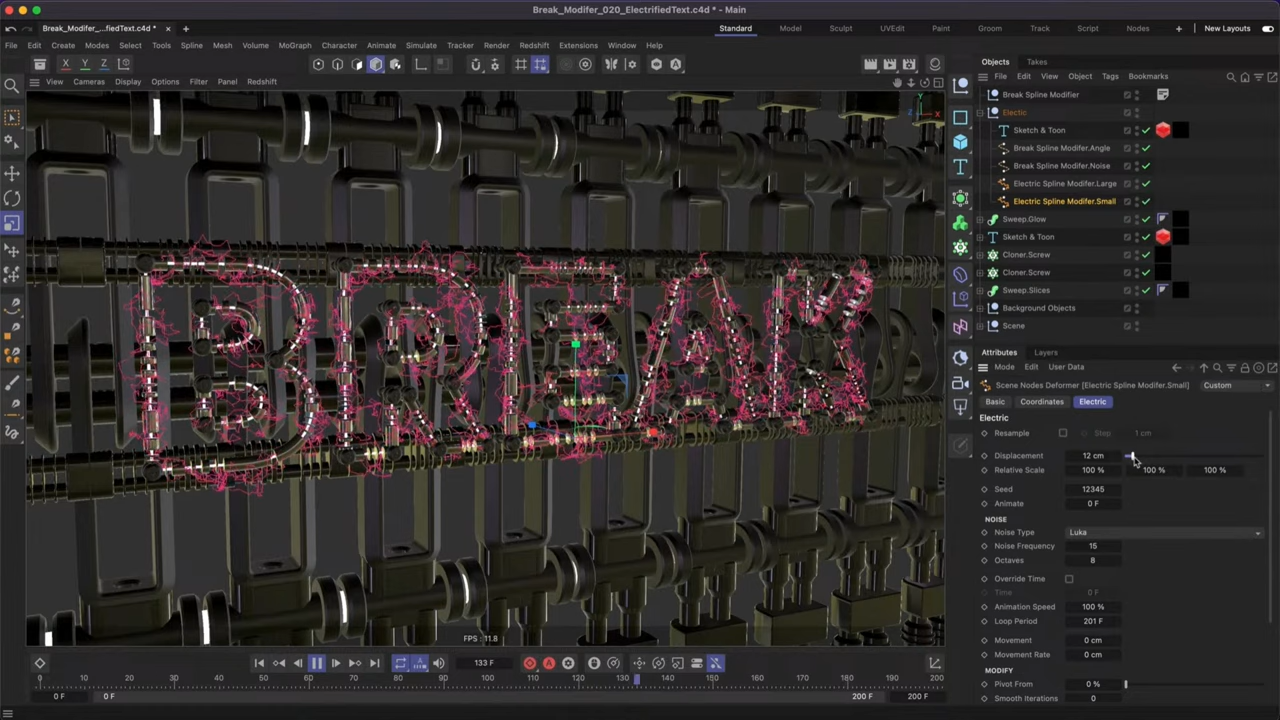 Break_Modifer_020_ElectrifiedText.c4d * - Main
Break_Modifer_...fiedText.c4d * × +
Standard Model Sculpt UVEdit Paint Groom Track Script Nodes + New Layouts
File Edit Create Modes Select Tools Spline Mesh Volume MoGraph Character Animate Simulate Tracker Render Redshift Extensions Window Help
X Y Z
View Cameras Display Options Filter Panel Redshift
Y
X
BREAK
FPS : 11.8
133 F
0 10 20 30 40 50 60 70 80 90 100 110 120 130 140 150 160 170 180 190 200
0 F 0 F 200 F 200 F
Objects Takes
File Edit View Object Tags Bookmarks
Break Spline Modifier
Electic
Sketch & Toon
Break Spline Modifer.Angle
Break Spline Modifer.Noise
Electric Spline Modifer.Large
Electric Spline Modifer.Small
Sweep.Glow
Sketch & Toon
Cloner.Screw
Cloner.Screw
Sweep.Slices
Background Objects
Scene
Attributes Layers
Mode Edit User Data
Scene Nodes Deformer [Electric Spline Modifer.Small] Custom
Basic Coordinates Electric
Electric
Resample Step 1 cm
Displacement 12 cm
Relative Scale 100 % 100 % 100 %
Seed 12345
Animate 0 F
NOISE
Noise Type Luka
Noise Frequency 15
Octaves 8
Override Time
Time 0 F
Animation Speed 100 %
Loop Period 201 F
Movement 0 cm
Movement Rate 0 cm
MODIFY
Pivot From 0 %
Smooth Iterations 0